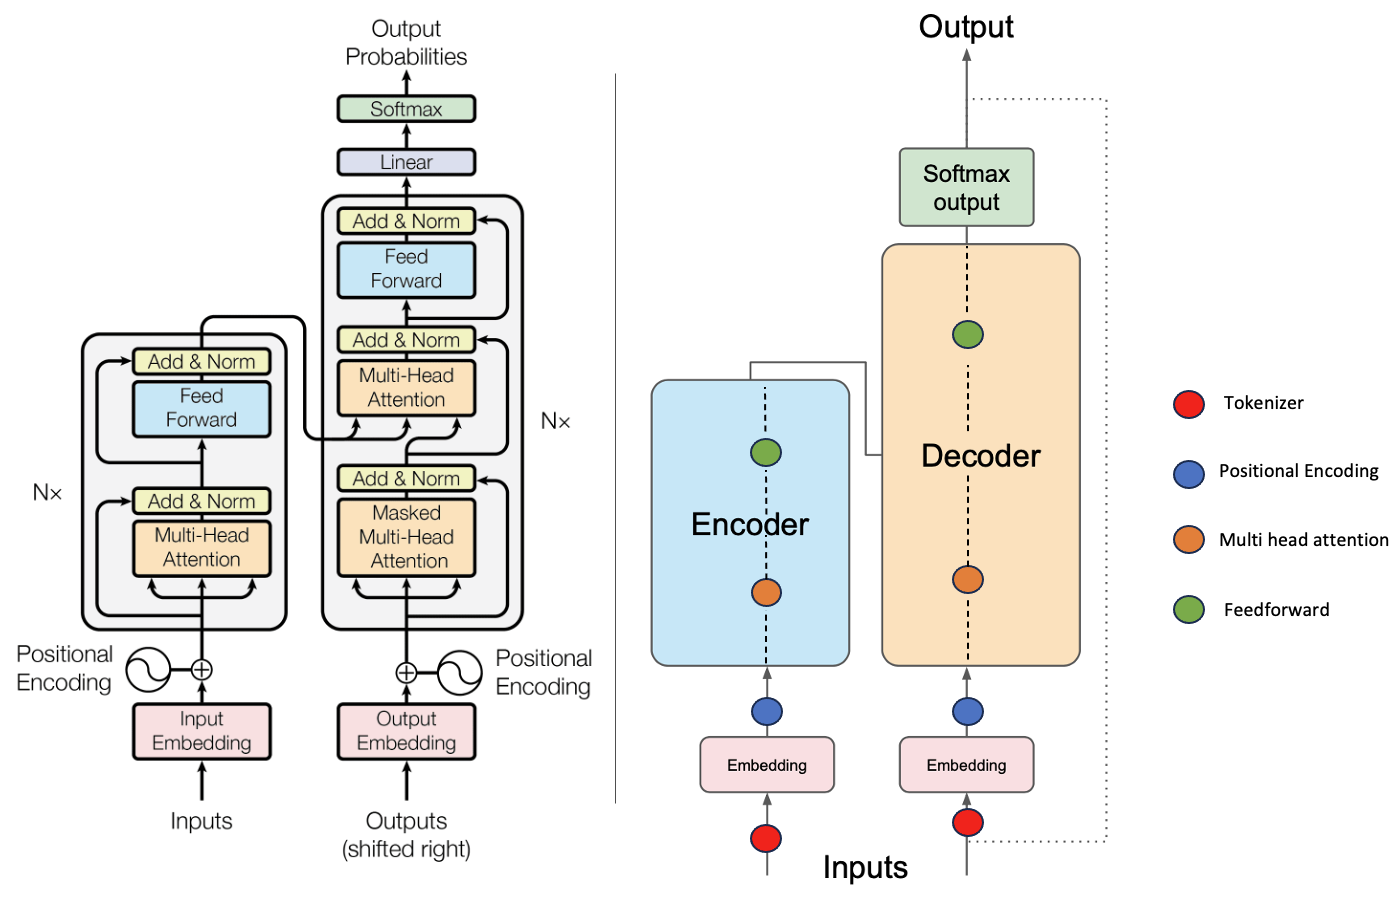 Output
Probabilities
Softmax
Linear
Add & Norm
Feed
Forward
Add & Norm
Multi-Head
Attention
Add & Norm
Masked
Multi-Head
Attention
Nx
Add & Norm
Feed
Forward
Add & Norm
Multi-Head
Attention
Nx
Positional
Encoding
Positional
Encoding
Input
Embedding
Output
Embedding
Inputs
Outputs
(shifted right)
Output
Softmax
output
Decoder
Encoder
Embedding
Embedding
Inputs
Tokenizer
Positional Encoding
Multi head attention
Feedforward